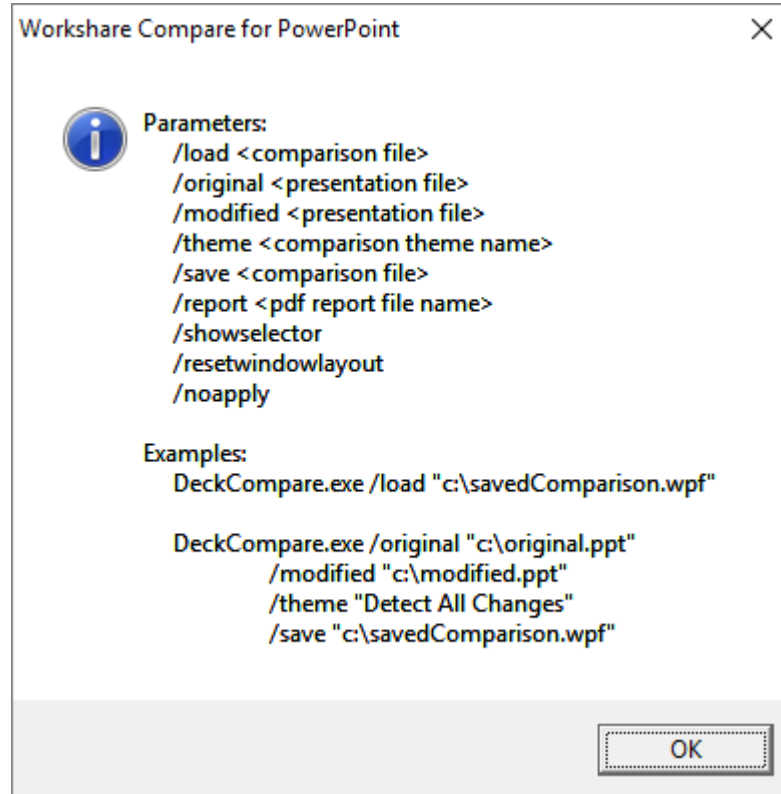 Workshare Compare for PowerPoint
Parameters:
/load <comparison file>
/original <presentation file>
/modified <presentation file>
/theme <comparison theme name>
/save <comparison file>
/report <pdf report file name>
/showselector
/resetwindowlayout
/noapply
Examples:
DeckCompare.exe /load "c:\savedComparison.wpf"
DeckCompare.exe /original "c:\original.ppt"
/modified "c:\modified.ppt"
/theme "Detect All Changes"
/save "c:\savedComparison.wpf"
OK